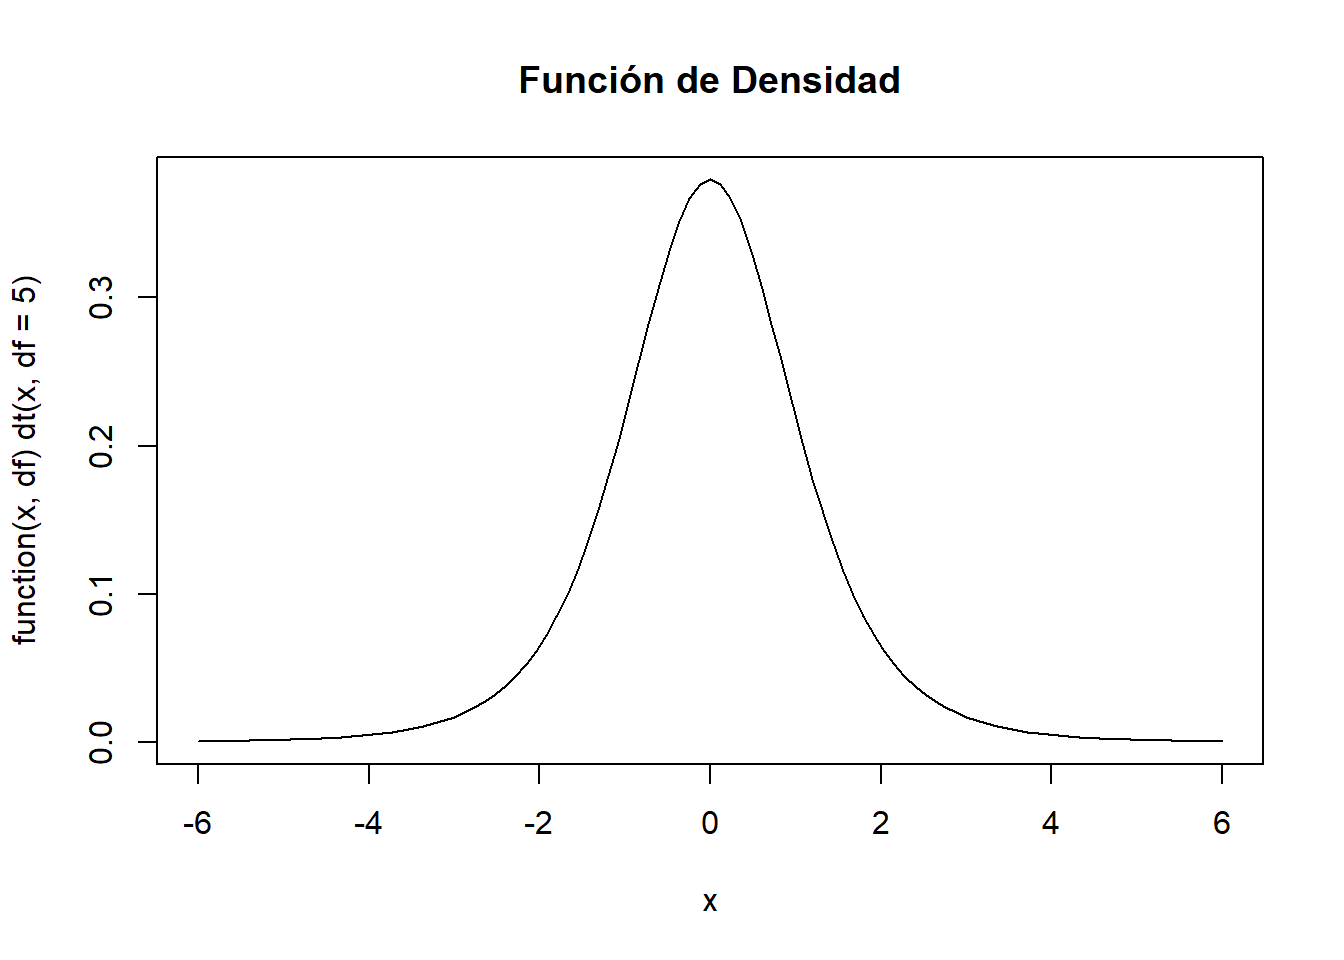 Función de Densidad
function(x, df) dt(x, df = 5)
0.3
0.2
0.1
0.0
-6 -4 -2 0 2 4 6
x